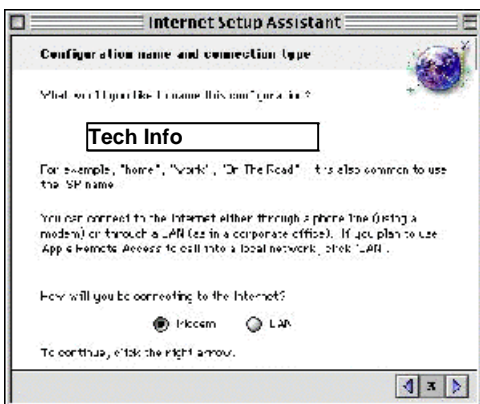 Internet Setup Assistant
Configuration name and connection type
What would you like to name this configuration?
Tech Info
For example, "home", "work", "On The Road". It is also common to use
the ISP name.
You can connect to the Internet either through a phone line (using a
modem) or through a LAN (as in a corporate office). If you plan to use
Apple Remote Access to call into a local network, click "LAN".
How will you be connecting to the Internet?
Modem LAN
To continue, click the right arrow.